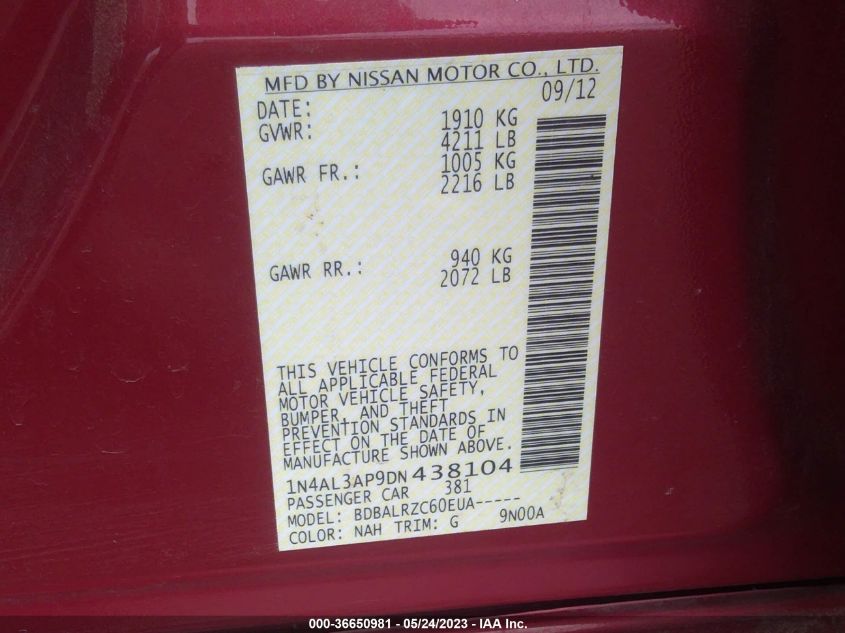 MFD BY NISSAN MOTOR CO., LTD.
DATE: 09/12
GVWR: 1910 KG
4211 LB
GAWR FR.: 1005 KG
2216 LB
GAWR RR.: 940 KG
2072 LB
THIS VEHICLE CONFORMS TO
ALL APPLICABLE FEDERAL
MOTOR VEHICLE SAFETY,
BUMPER, AND THEFT
PREVENTION STANDARDS IN
EFFECT ON THE DATE OF
MANUFACTURE SHOWN ABOVE.
1N4AL3AP9DN438104
PASSENGER CAR 381
MODEL: BDBALRZC60EUA-----
COLOR: NAH TRIM: G 9N00A
000-36650981 - 05/24/2023 - IAA Inc.